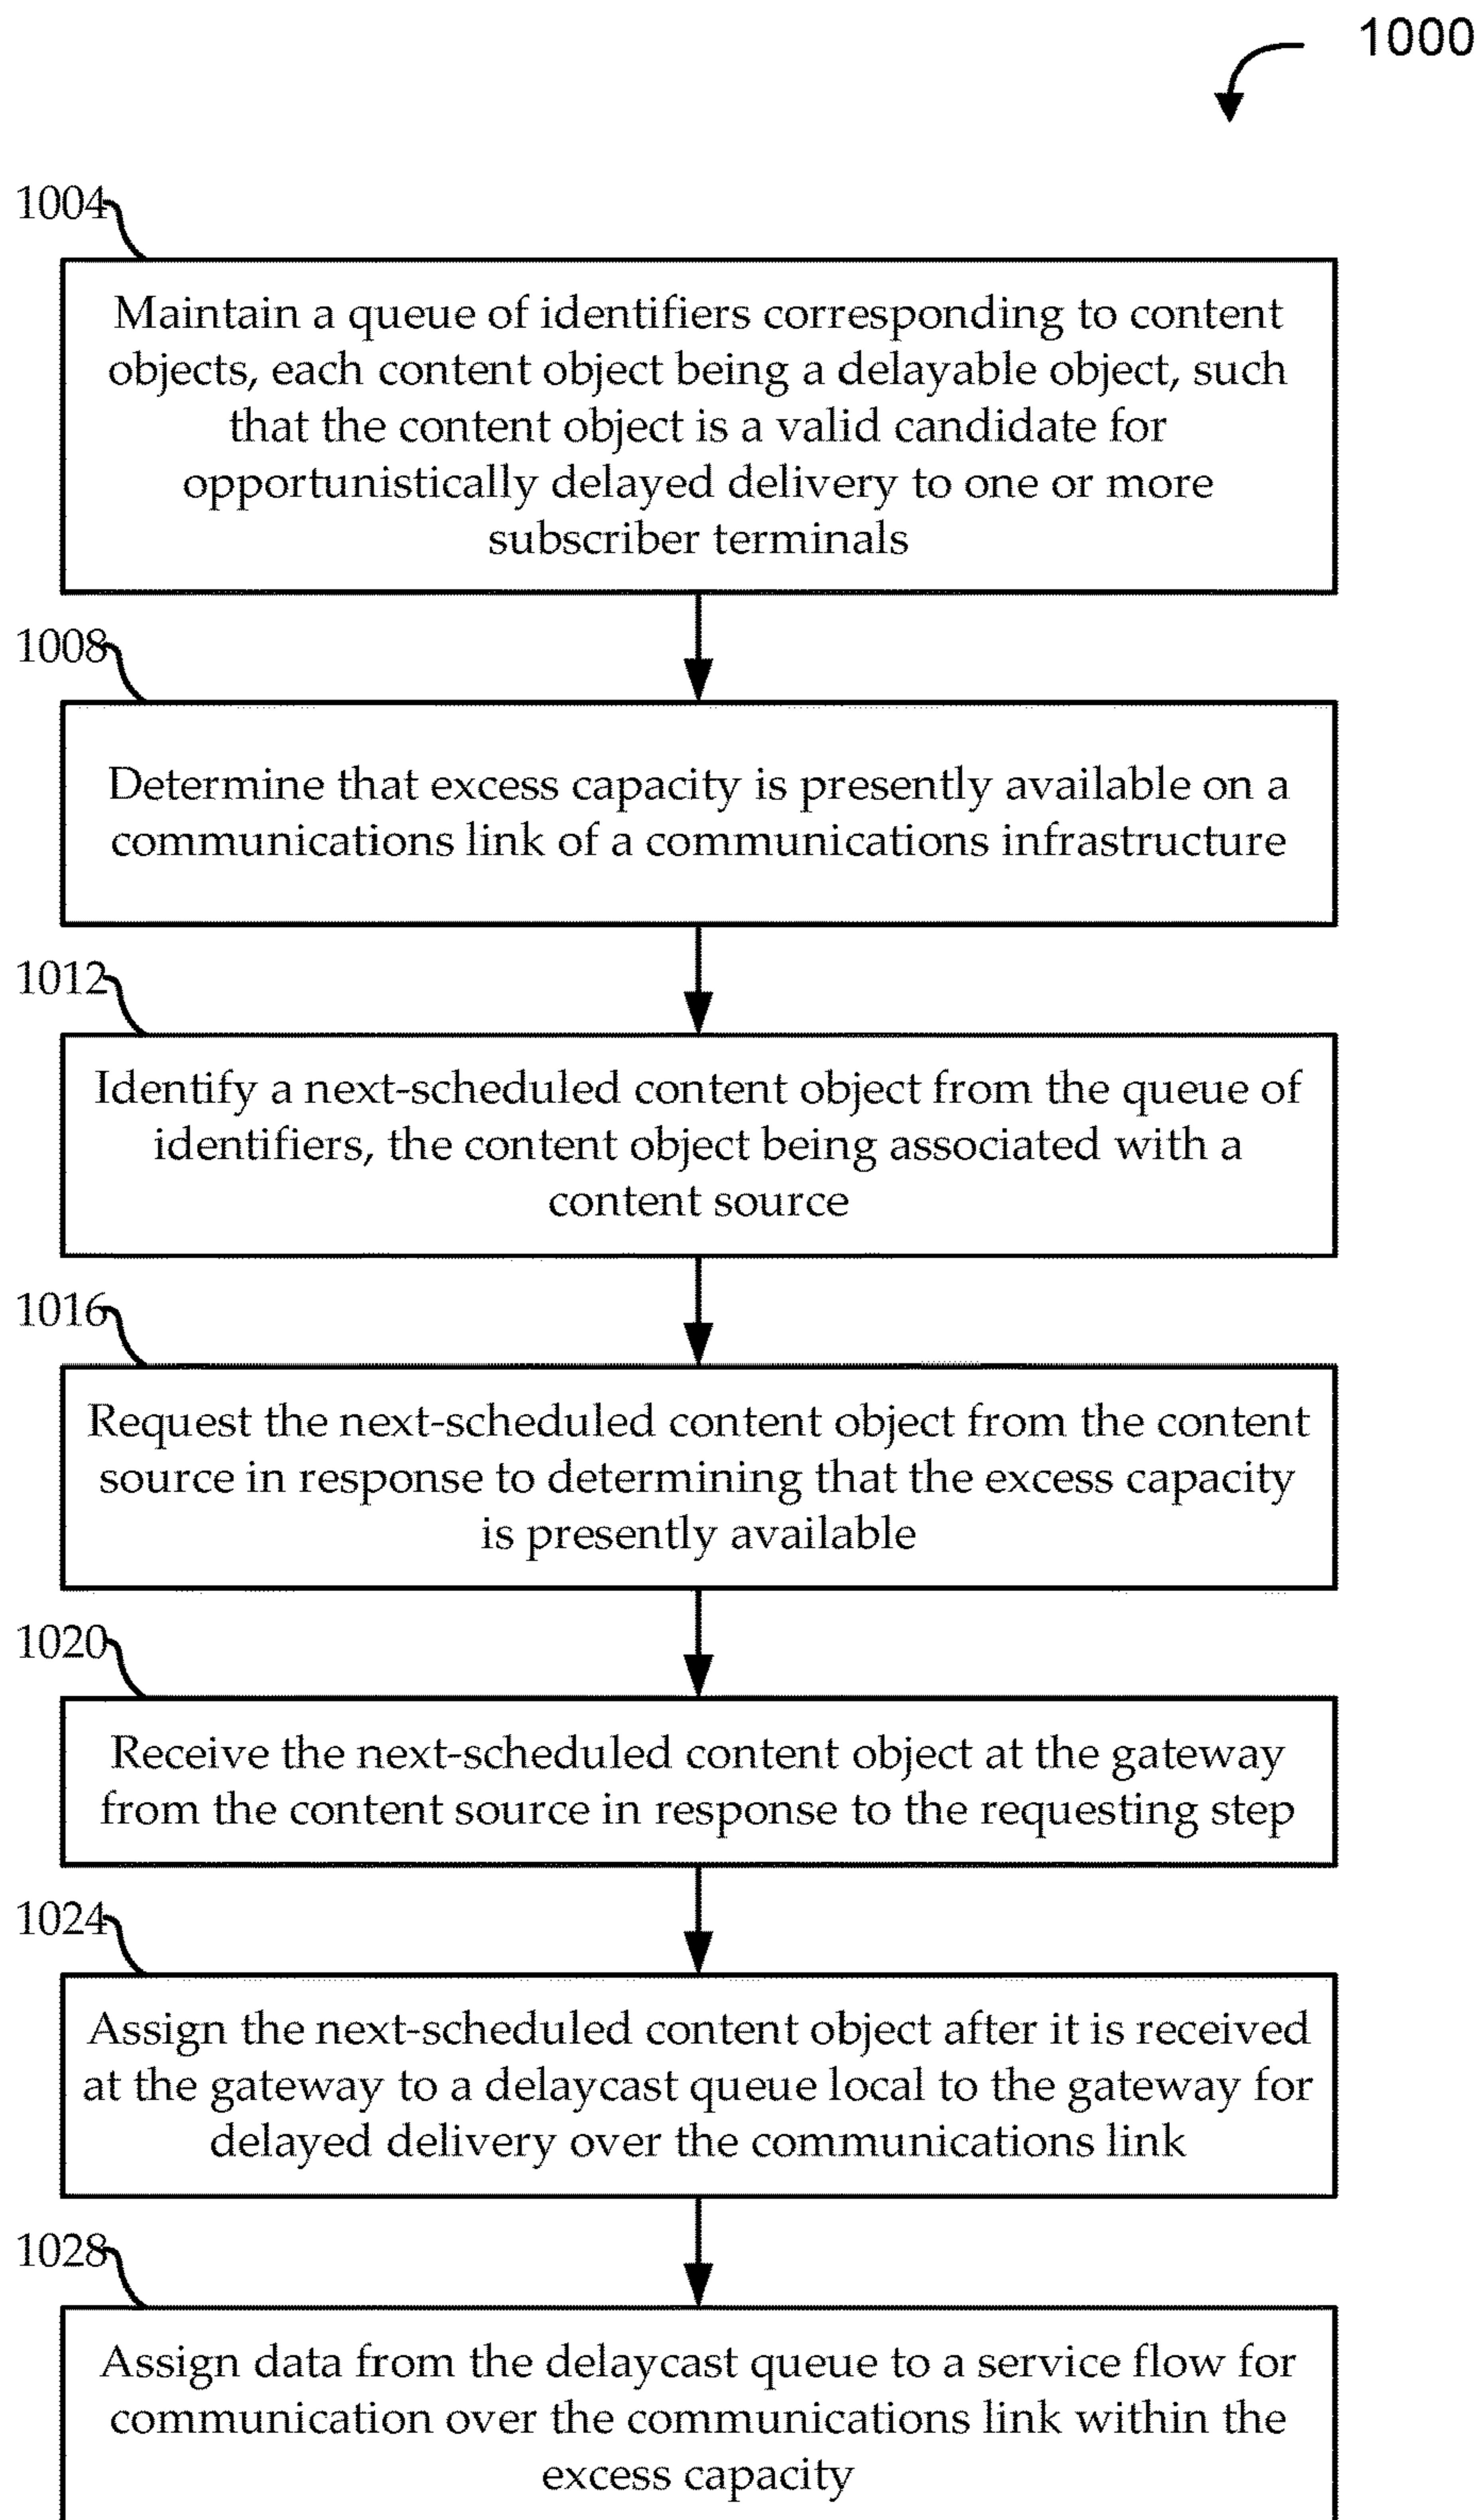 1000
1004
Maintain a queue of identifiers corresponding to content
objects, each content object being a delayable object, such
that the content object is a valid candidate for
opportunistically delayed delivery to one or more
subscriber terminals
1008
Determine that excess capacity is presently available on a
communications link of a communications infrastructure
1012
Identify a next-scheduled content object from the queue of
identifiers, the content object being associated with a
content source
1016
Request the next-scheduled content object from the content
source in response to determining that the excess capacity
is presently available
1020
Receive the next-scheduled content object at the gateway
from the content source in response to the requesting step
1024
Assign the next-scheduled content object after it is received
at the gateway to a delaycast queue local to the gateway for
delayed delivery over the communications link
1028
Assign data from the delaycast queue to a service flow for
communication over the communications link within the
excess capacity